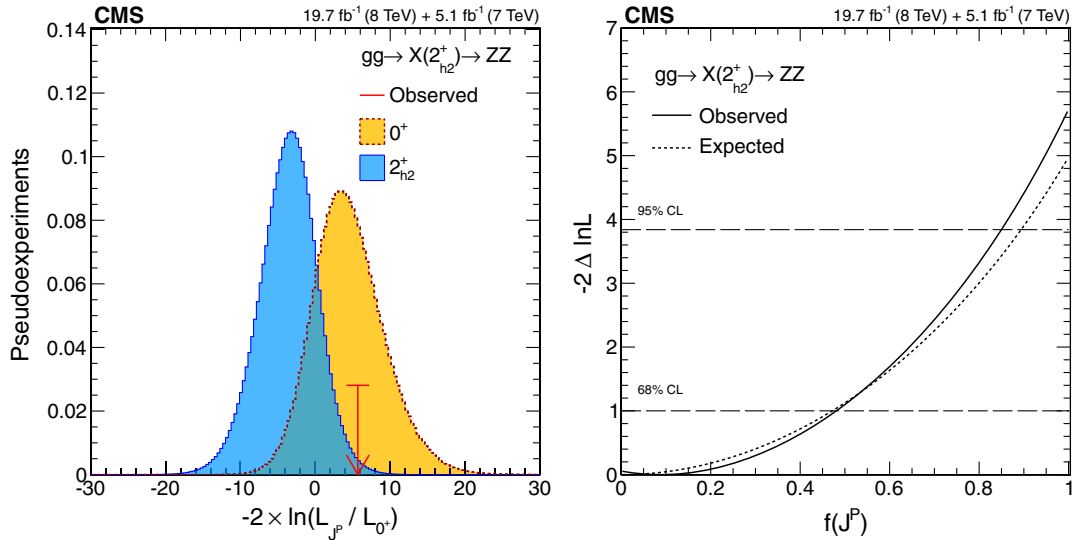 CMS
19.7 fb⁻¹ (8 TeV) + 5.1 fb⁻¹ (7 TeV)
Pseudoexperiments
0.14
0.12
0.1
0.08
0.06
0.04
0.02
0
gg→ X(2⁺h2)→ ZZ
Observed
0⁺
2⁺h2
-30
-20
-10
0
10
20
30
-2 × ln(L_Jᴾ / L_0⁺)
CMS
19.7 fb⁻¹ (8 TeV) + 5.1 fb⁻¹ (7 TeV)
-2 Δ lnL
7
6
5
4
3
2
1
0
gg→ X(2⁺h2)→ ZZ
Observed
Expected
95% CL
68% CL
0
0.2
0.4
0.6
0.8
1
f(Jᴾ)